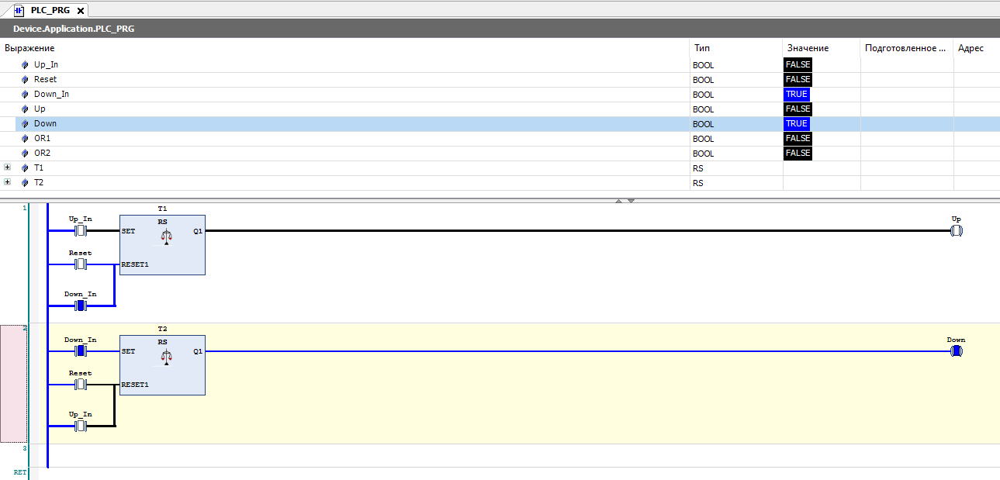 PLC_PRG
Device.Application.PLC_PRG
Выражение Тип Значение Подготовленное ... Адрес
Up_In BOOL FALSE
Reset BOOL FALSE
Down_In BOOL TRUE
Up BOOL FALSE
Down BOOL TRUE
OR1 BOOL FALSE
OR2 BOOL FALSE
T1 RS
T2 RS
1
T1
Up_In RS Up
SET Q1
Reset
RESET1
Down_In
2
T2
Down_In RS Down
SET Q1
Reset
RESET1
Up_In
3
RET